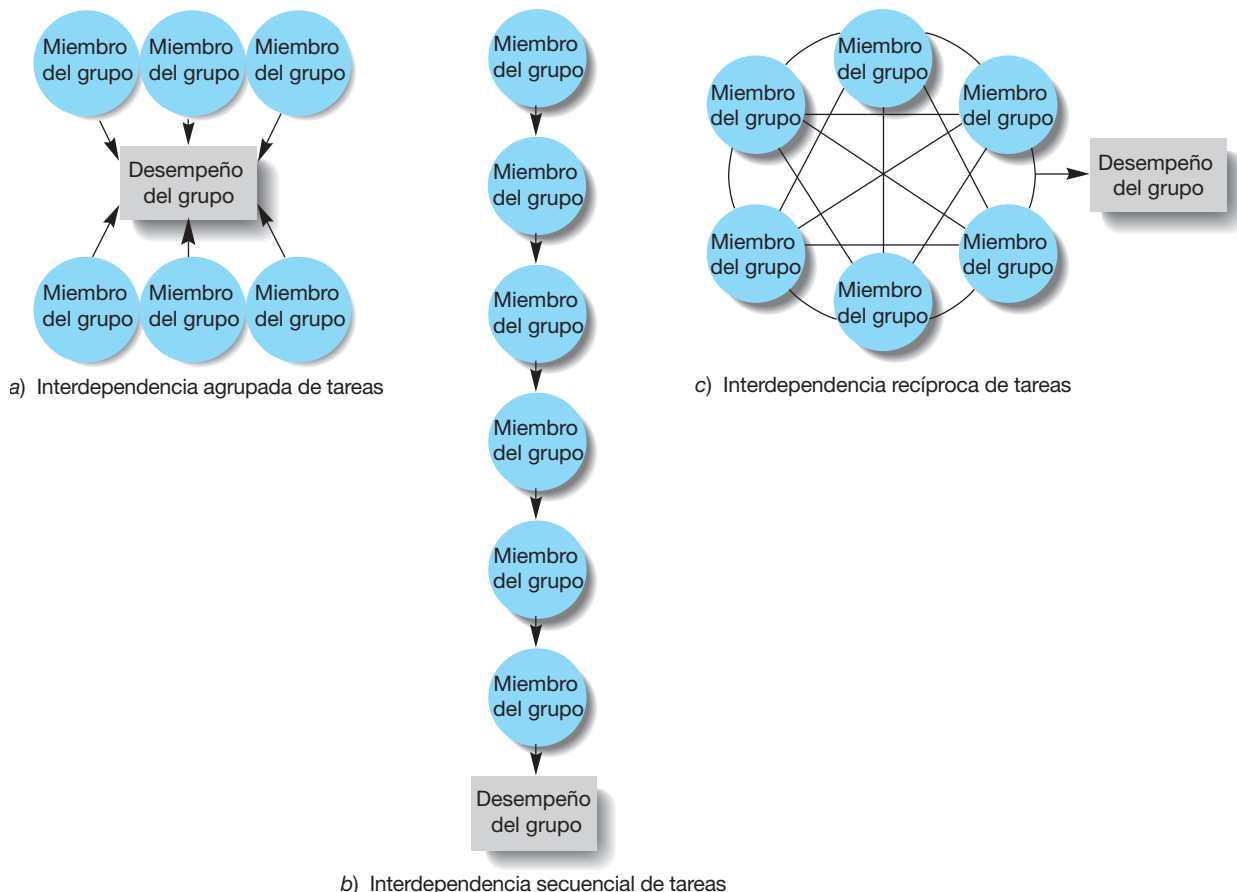 Miembro
del grupo
Miembro
del grupo
Miembro
del grupo
Desempeño
del grupo
Miembro
del grupo
Miembro
del grupo
Miembro
del grupo
a) Interdependencia agrupada de tareas
Miembro
del grupo
Miembro
del grupo
Miembro
del grupo
Miembro
del grupo
Miembro
del grupo
Miembro
del grupo
Desempeño
del grupo
b) Interdependencia secuencial de tareas
Miembro
del grupo
Miembro
del grupo
Miembro
del grupo
Miembro
del grupo
Miembro
del grupo
Miembro
del grupo
Desempeño
del grupo
c) Interdependencia recíproca de tareas